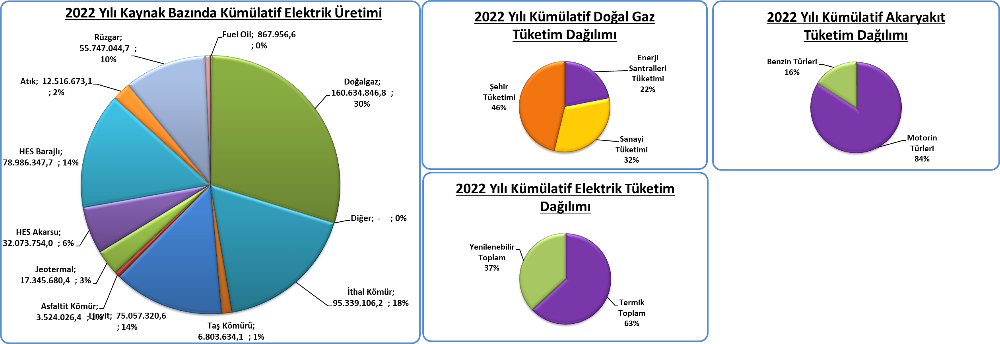 2022 Yılı Kaynak Bazında Kümülatif Elektrik Üretimi
Fuel Oil;  867.956,6
; 0%
Rüzgar;
55.747.044,7  ;
10%
Atık;  12.516.673,1
; 2%
Doğalgaz;
160.634.846,8  ;
30%
HES Barajlı;
78.986.347,7  ; 14%
Diğer;  -    ; 0%
HES Akarsu;
32.073.754,0  ; 6%
Jeotermal;
17.345.680,4  ; 3%
İthal Kömür;
95.339.106,2  ; 18%
Asfaltit Kömür;
3.524.026,4  ; 1%
Linyit;  75.057.320,6
; 14%
Taş Kömürü;
6.803.634,1  ; 1%
2022 Yılı Kümülatif Doğal Gaz
Tüketim Dağılımı
Enerji
Santralleri
Tüketimi
22%
Şehir
Tüketimi
46%
Sanayi
Tüketimi
32%
2022 Yılı Kümülatif Akaryakıt
Tüketim Dağılımı
Benzin Türleri
16%
Motorin
Türleri
84%
2022 Yılı Kümülatif Elektrik Tüketim
Dağılımı
Yenilenebilir
Toplam
37%
Termik
Toplam
63%